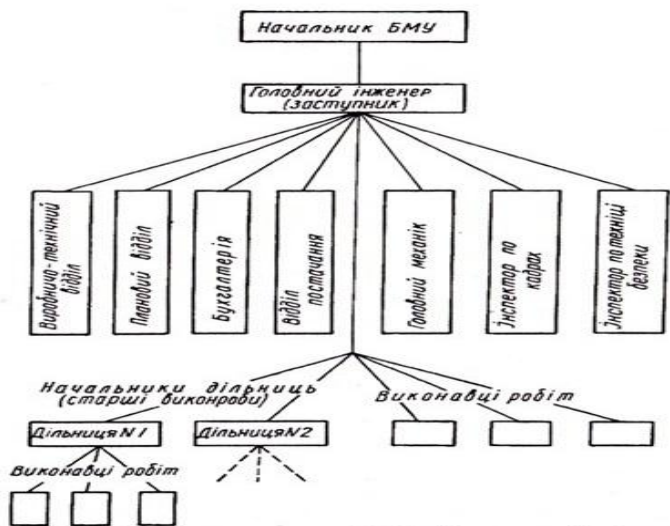 Начальник БМУ
Головний інженер
(заступник)
Виробничо-технічний
відділ
Плановий відділ
Бухгалтерія
Відділ
постачання
Головний механік
Інспектор по
кадрах
Інспектор по техніці
безпеки
Начальники дільниць
(старші виконроби)
Виконавці робіт
Дільниця N1
Дільниця N2
Виконавці робіт